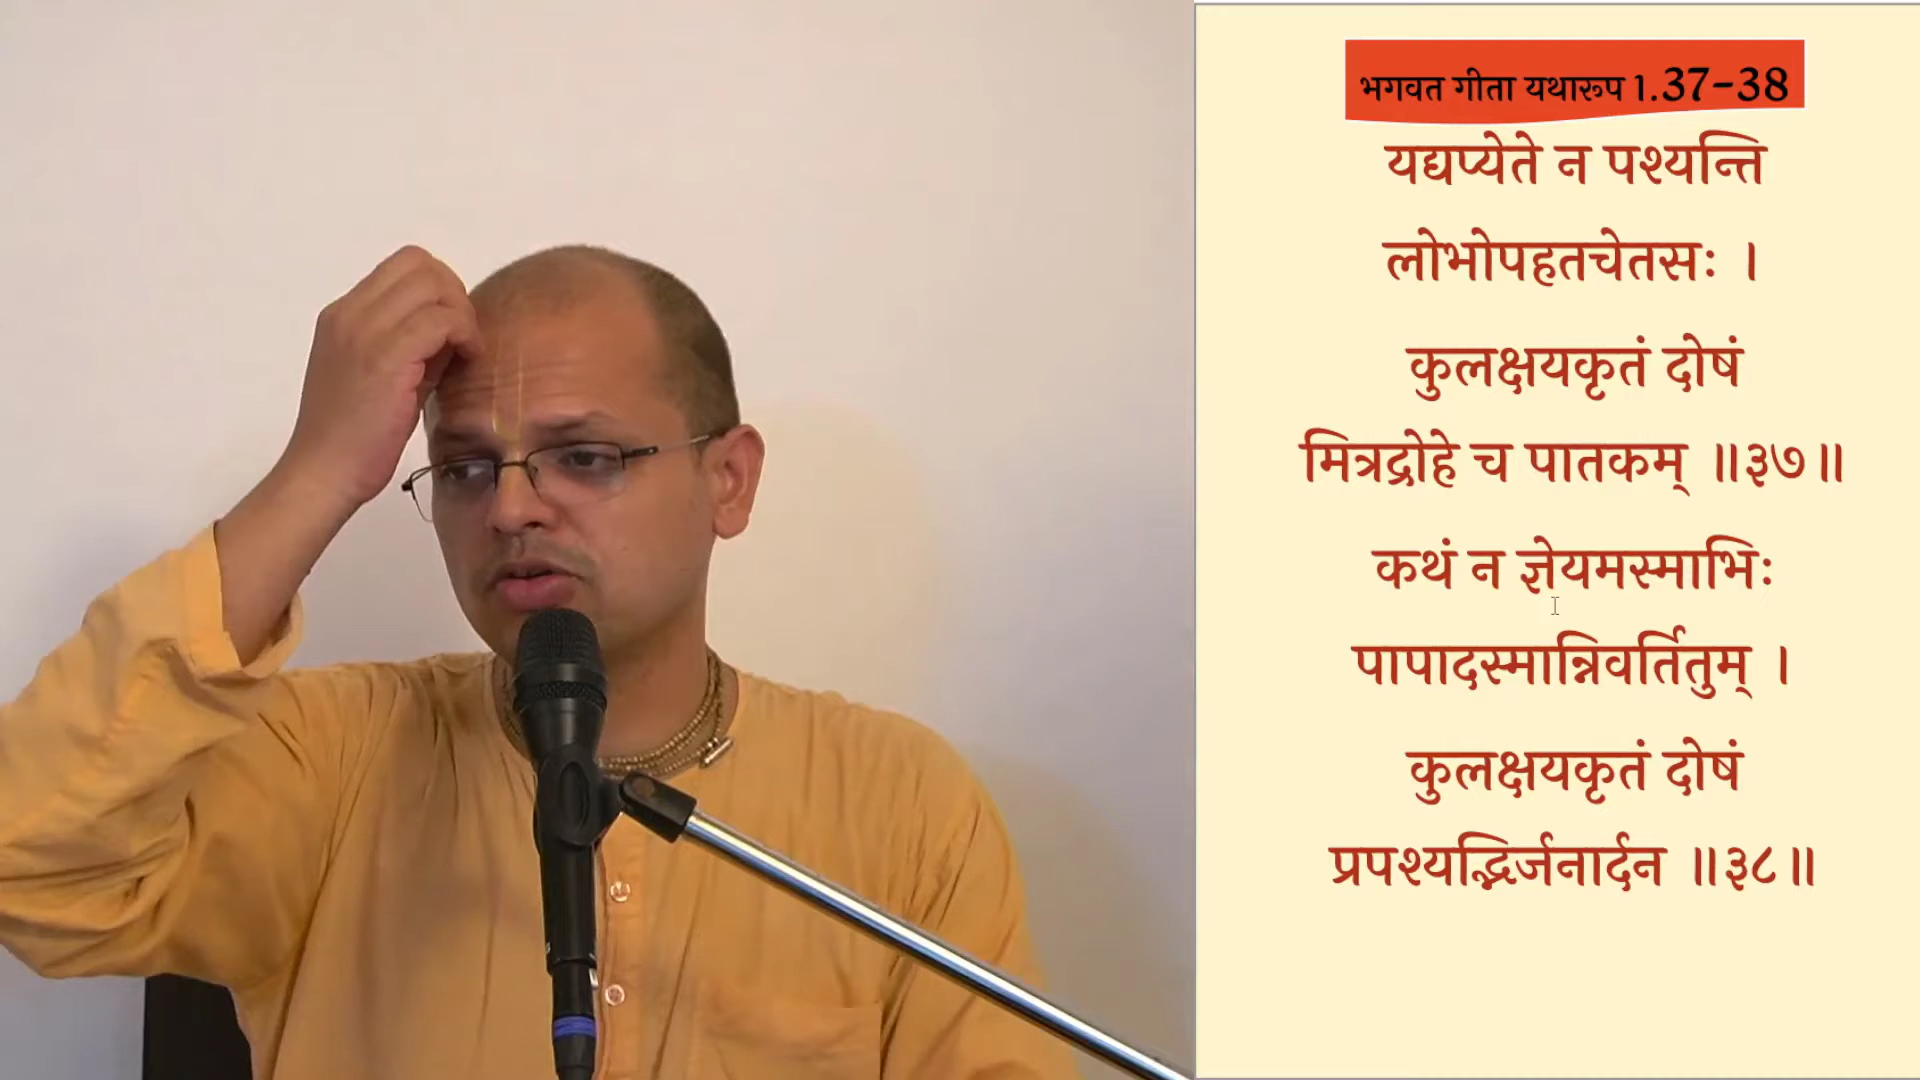 भगवत गीता यथारूप 1.37-38
यद्यप्येते न पश्यन्ति
लोभोपहतचेतसः ।
कुलक्षयकृतं दोषं
मित्रद्रोहे च पातकम् ॥३७॥
कथं न ज्ञेयमस्माभिः
पापादस्मान्निवर्तितुम् ।
कुलक्षयकृतं दोषं
प्रपश्यद्भिर्जनार्दन ॥३८॥